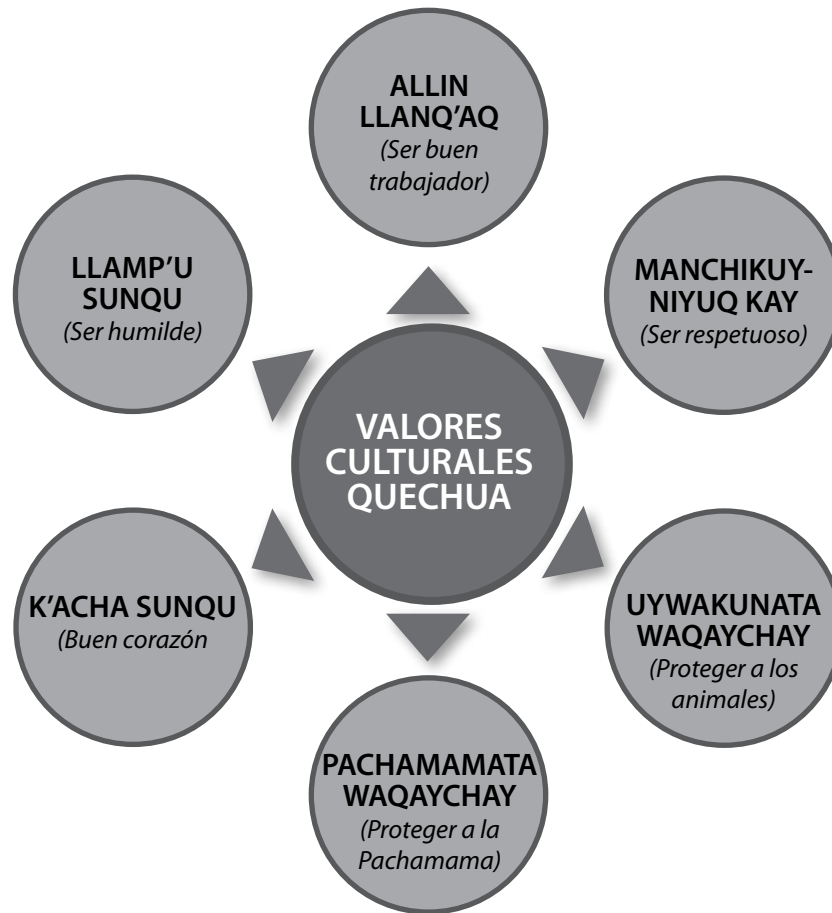 ALLIN
LLANQ'AQ
(Ser buen
trabajador)
LLAMP'U
SUNQU
(Ser humilde)
MANCHIKUY-
NIYUQ KAY
(Ser respetuoso)
VALORES
CULTURALES
QUECHUA
K'ACHA SUNQU
(Buen corazón
UYWAKUNATA
WAQAYCHAY
(Proteger a los
animales)
PACHAMAMATA
WAQAYCHAY
(Proteger a la
Pachamama)